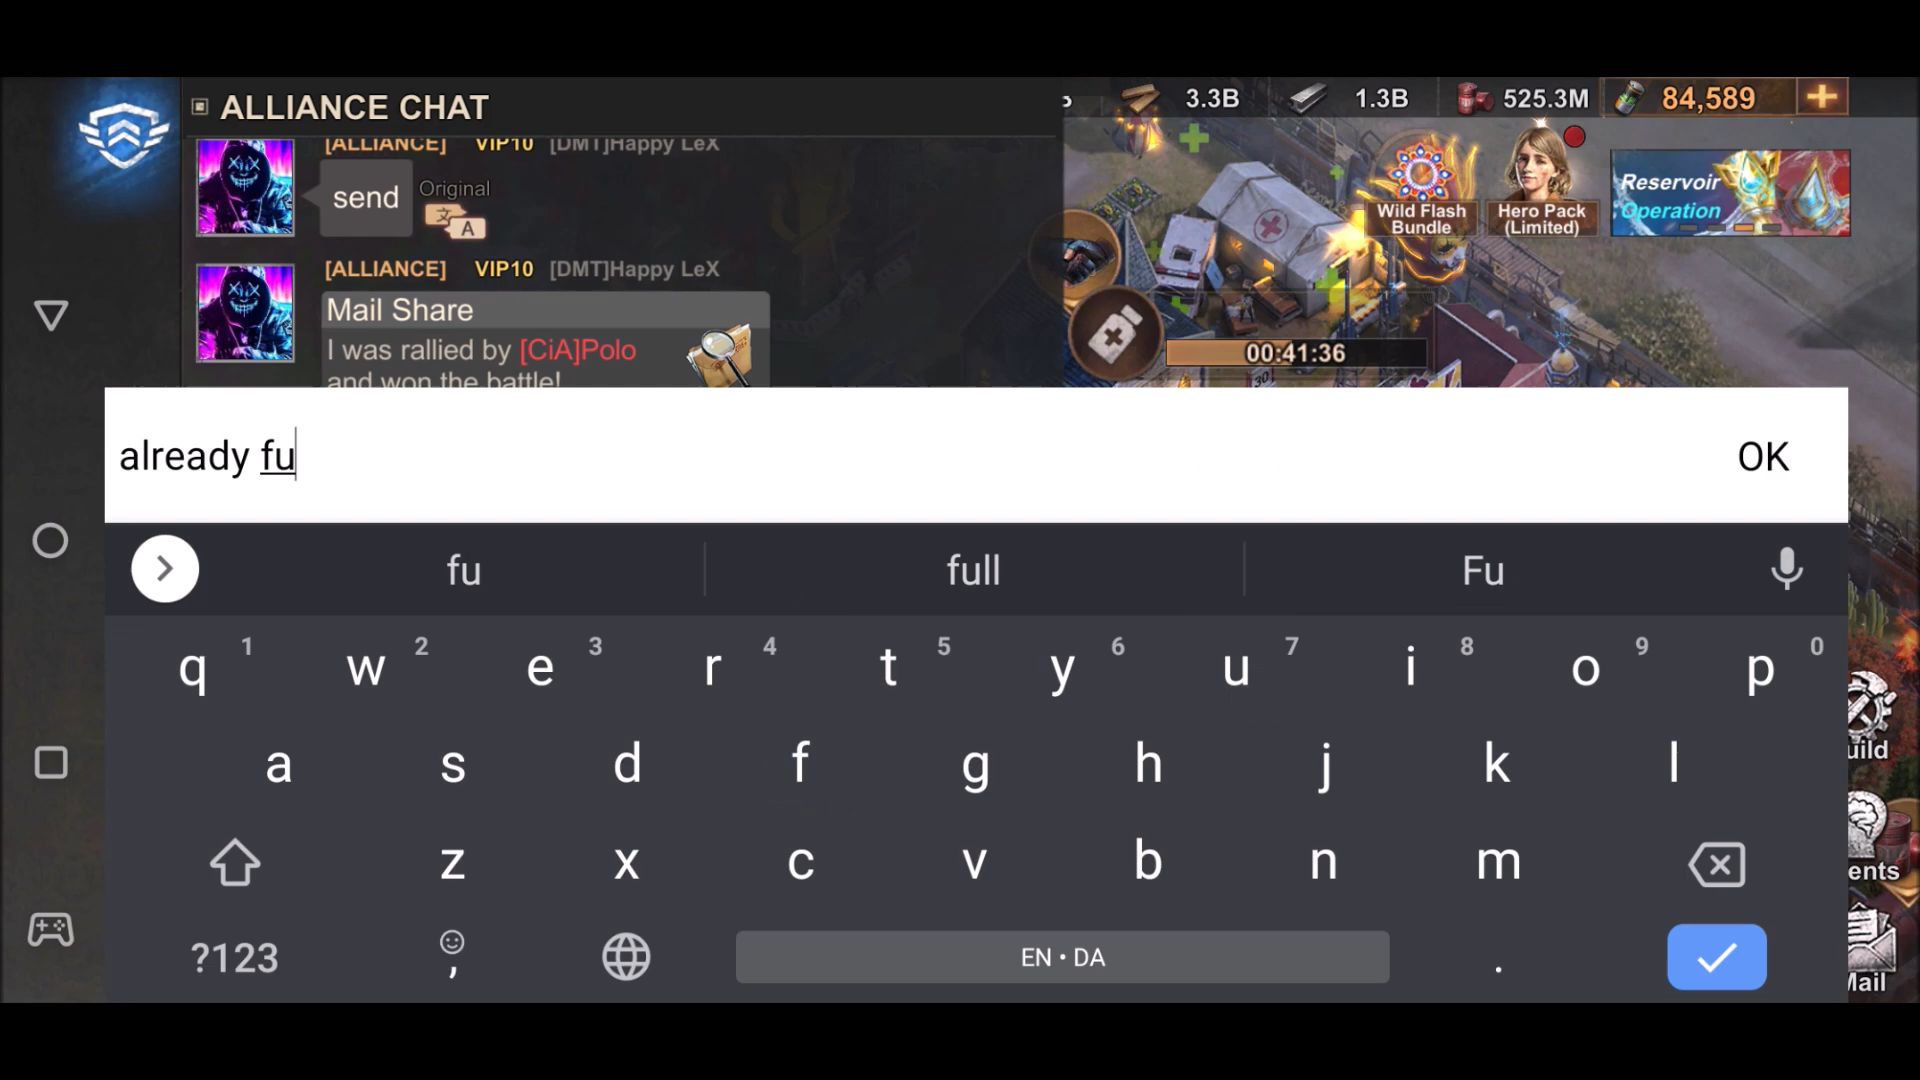 ALLIANCE CHAT
3.3B
1.3B
525.3M
84,589
[ALLIANCE] VIP10 [DMT]Happy LeX
send
Original
文
A
[ALLIANCE] VIP10 [DMT]Happy LeX
Mail Share
I was rallied by [CiA]Polo
and won the battle!
Wild Flash
Bundle
Hero Pack
(Limited)
Reservoir
Operation
00:41:36
already fu
OK
fu full Fu
q 1 w 2 e 3 r 4 t 5 y 6 u 7 i 8 o 9 p 0
a s d f g h j k l
z x c v b n m
?123 , EN • DA .
uild
ents
Mail